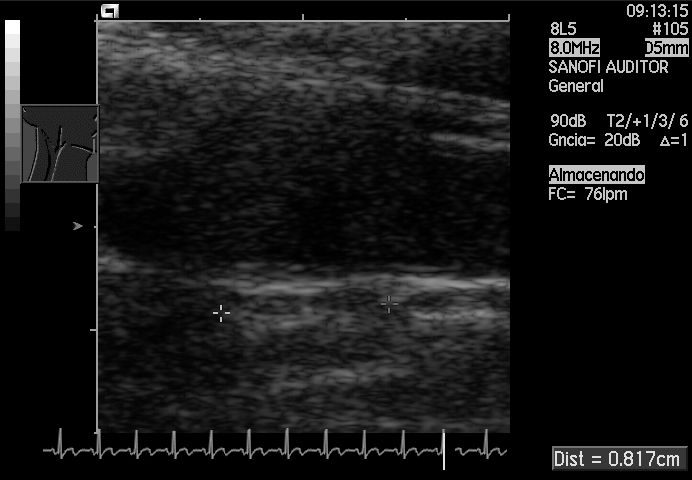 09:13:15
8L5 #105
8.0MHz D5mm
SANOFI AUDITOR
General
90dB T2/+1/3/ 6
Gncia= 20dB Δ=1
Almacenando
FC= 76lpm
Dist = 0.817cm